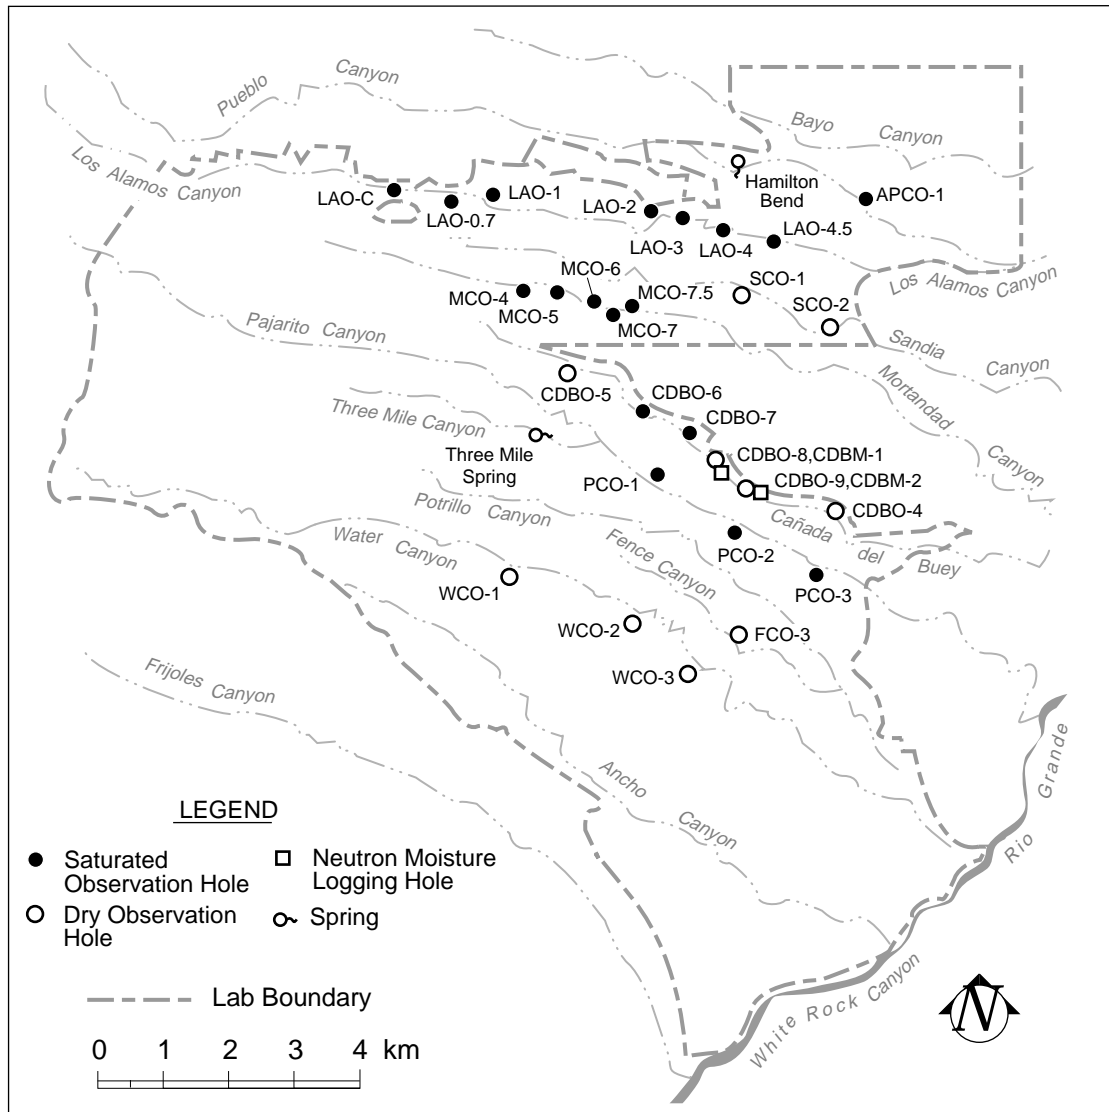 Pueblo Canyon
Bayo Canyon
Los Alamos Canyon
Hamilton
Bend
APCO-1
LAO-C
LAO-0.7
LAO-1
LAO-2
LAO-3
LAO-4
LAO-4.5
Los Alamos Canyon
MCO-6
MCO-4
MCO-5
MCO-7.5
MCO-7
SCO-1
SCO-2
Sandia Canyon
Pajarito Canyon
Mortandad Canyon
CDBO-5
CDBO-6
CDBO-7
Three Mile Canyon
Three Mile
Spring
CDBO-8,CDBM-1
CDBO-9,CDBM-2
CDBO-4
PCO-1
Potrillo Canyon
Cañada del Buey
PCO-2
Water Canyon
Fence Canyon
PCO-3
WCO-1
WCO-2
FCO-3
WCO-3
Frijoles Canyon
Ancho Canyon
Rio Grande
White Rock Canyon
LEGEND
Saturated
Observation Hole
Dry Observation
Hole
Neutron Moisture
Logging Hole
Spring
Lab Boundary
0 1 2 3 4 km
N